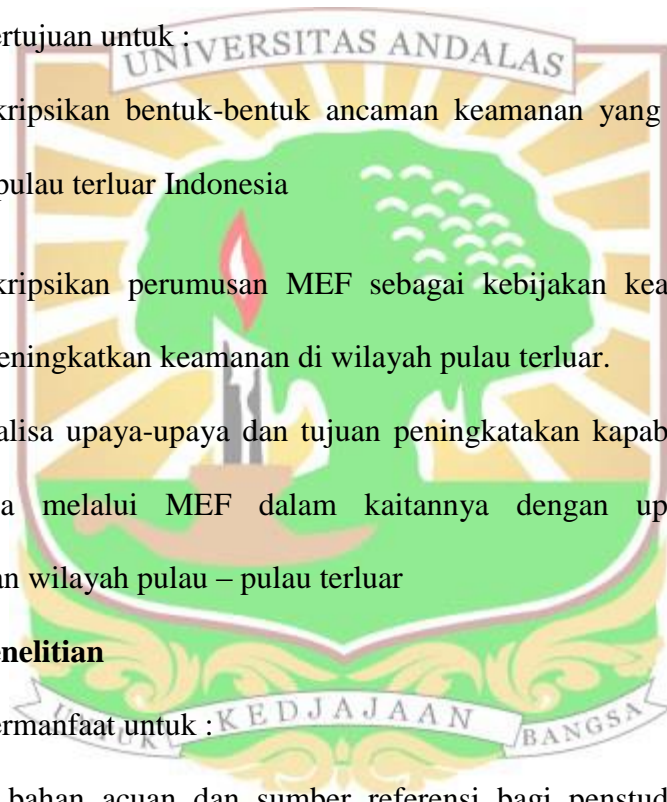 ertujuan untuk :
UNIVERSITAS ANDALAS
kripsikan bentuk-bentuk ancaman keamanan yang
pulau terluar Indonesia
kripsikan perumusan MEF sebagai kebijakan kea
eningkatkan keamanan di wilayah pulau terluar.
alisa upaya-upaya dan tujuan peningkatakan kapab
a melalui MEF dalam kaitannya dengan up
an wilayah pulau – pulau terluar
enelitian
UNTUK KEDJAJAAN BANGSA
ermanfaat untuk :
bahan acuan dan sumber referensi bagi penstud